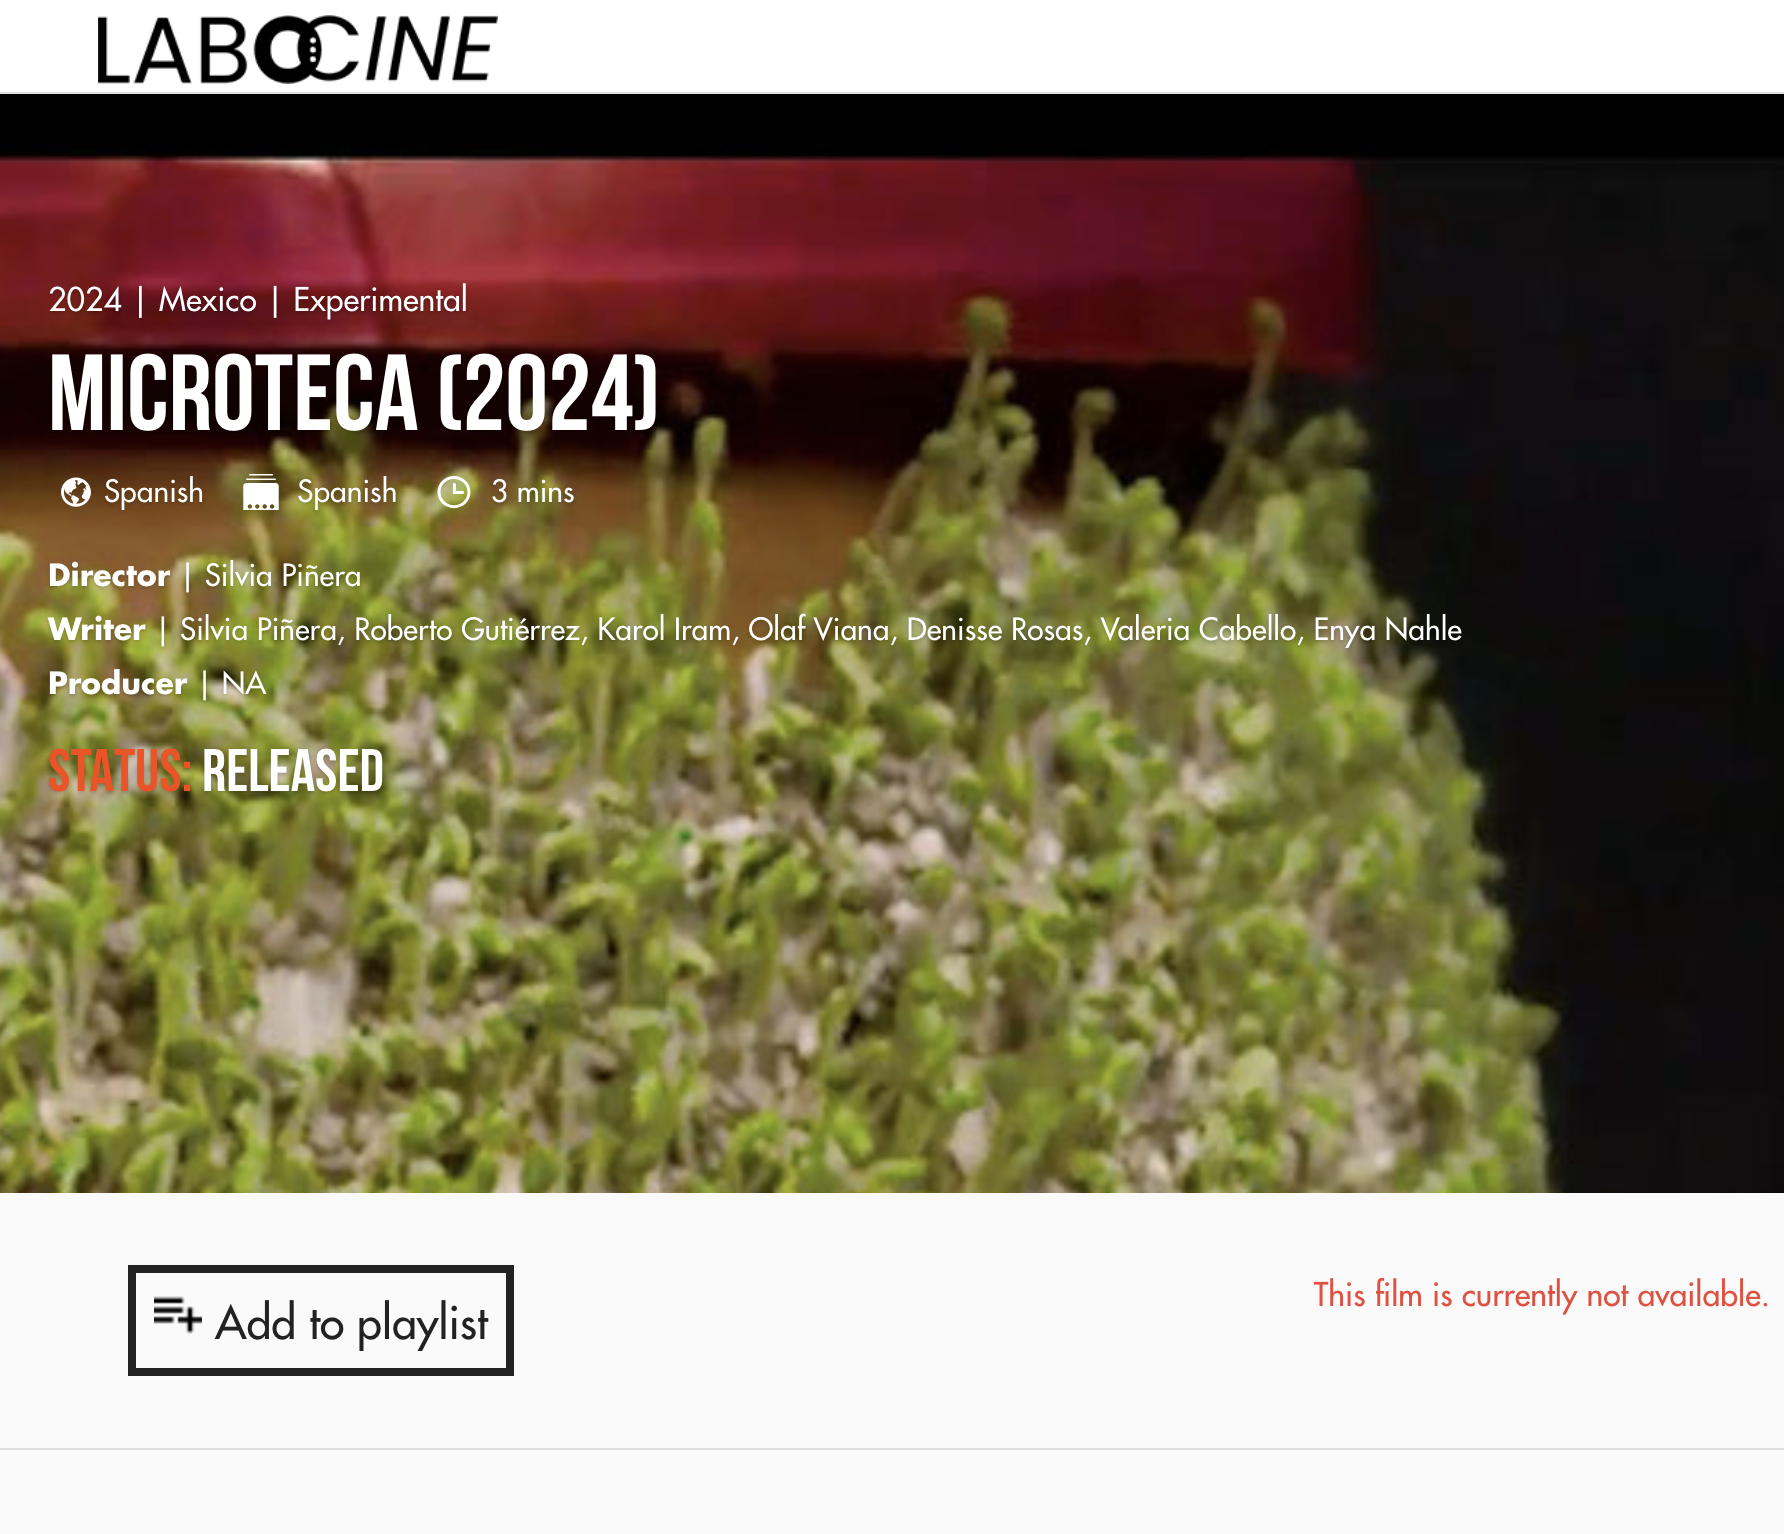 LABOCINE
2024 | Mexico | Experimental
MICROTECA (2024)
Spanish Spanish 3 mins
Director | Silvia Piñera
Writer | Silvia Piñera, Roberto Gutiérrez, Karol Iram, Olaf Viana, Denisse Rosas, Valeria Cabello, Enya Nahle
Producer | NA
STATUS: RELEASED
Add to playlist
This film is currently not available.